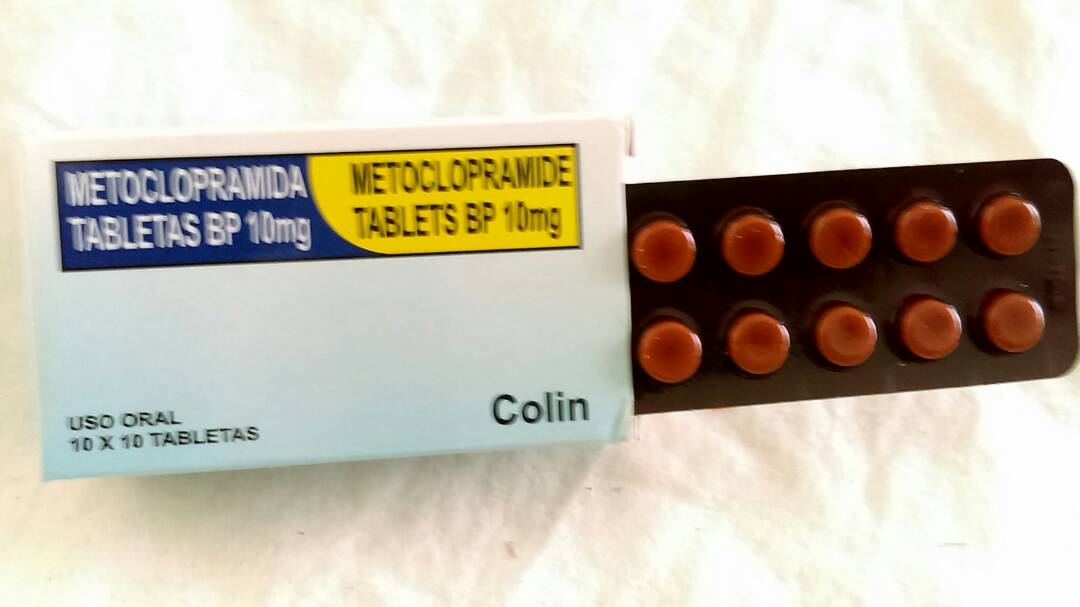 METOCLOPRAMIDA
TABLETAS BP 10mg
METOCLOPRAMIDE
TABLETS BP 10mg
USO ORAL
10 X 10 TABLETAS
Colin